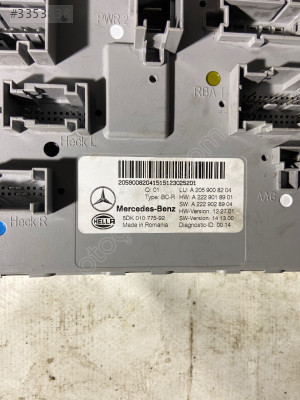 #33533
PWR 2
RBA L
Heck L
Heck R
AAG
20590082041515123025201
Q: 01
Type: BC-R
LU: A 205 900 82 04
HW: A 222 901 89 01
SW: A 222 902 89 04
HW-Version: 12.27.01
SW-Version: 14.13.00
Diagnostic-ID: 00.14
Mercedes-Benz
HELLA
5DK 010 775-92
Made in Romania